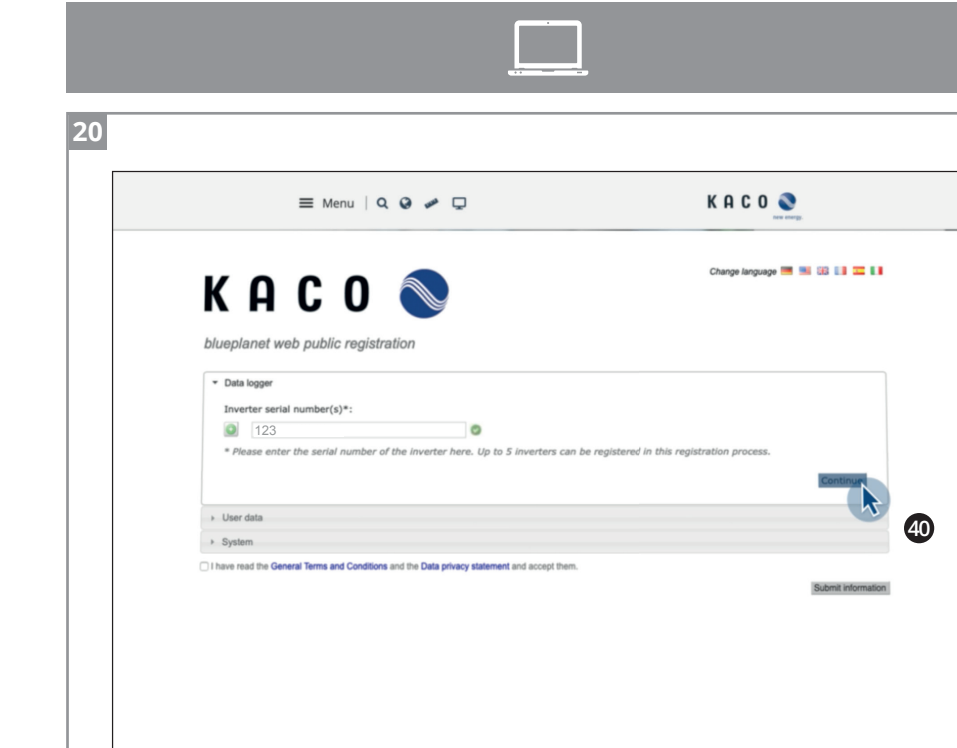 20
Menu
KACO
new energy.
Change language
KACO
blueplanet web public registration
Data logger
Inverter serial number(s)*:
123
* Please enter the serial number of the inverter here. Up to 5 inverters can be registered in this registration process.
Continue
User data
40
System
I have read the General Terms and Conditions and the Data privacy statement and accept them.
Submit information